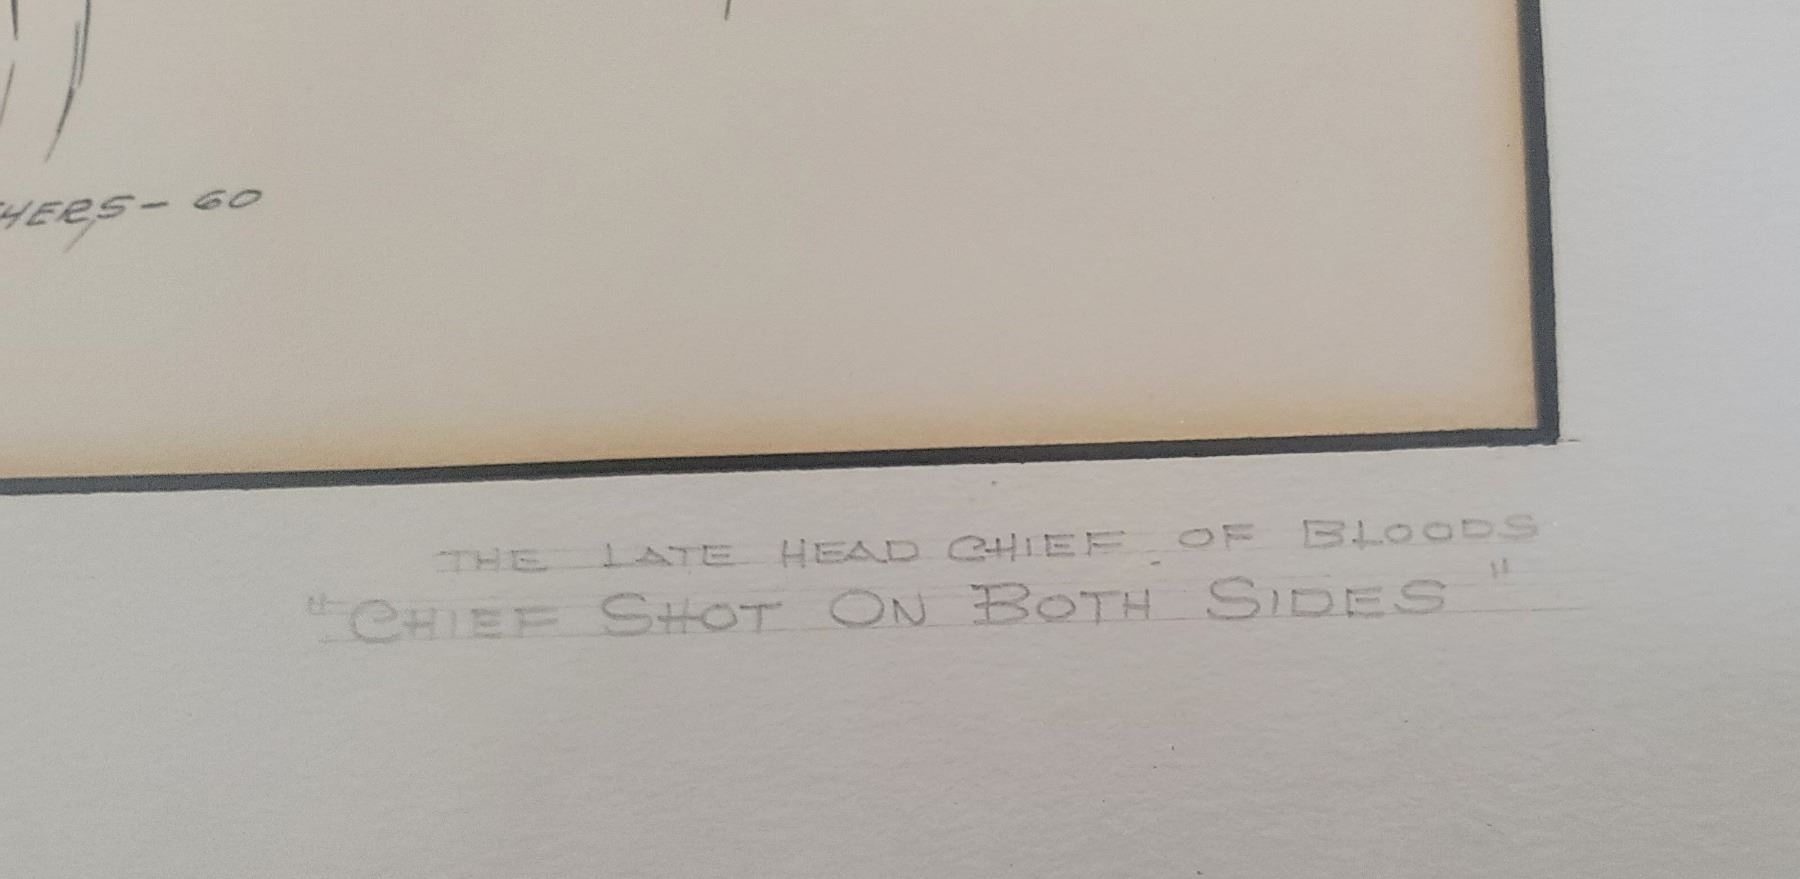 HERS - 60
THE LATE HEAD CHIEF OF BLOODS
"CHIEF SHOT ON BOTH SIDES"